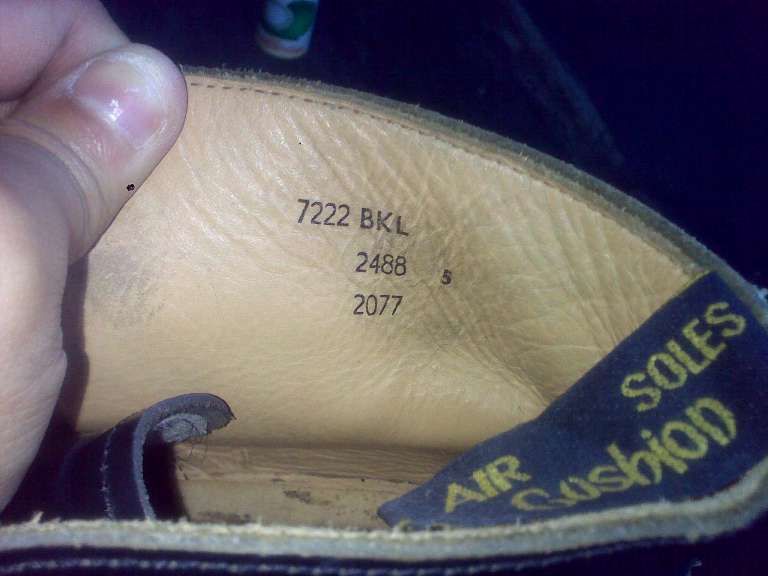 7222 BKL
2488 5
2077
AIR
Cushion
SOLES